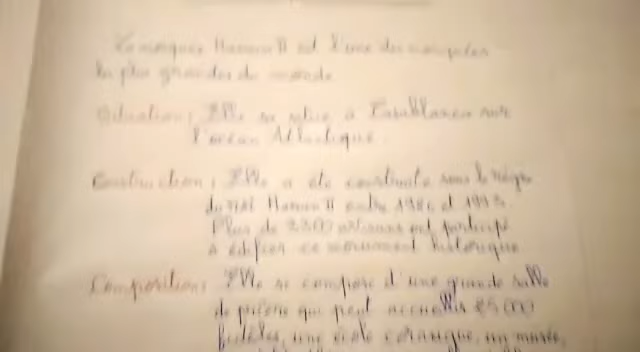 La mosquée Hassan II est l'une des mosquées
les plus grandes du monde
Situation : Elle se situe à Casablanca sur
l'océan Atlantique.
Construction : Elle a été construite sous le règne
du roi Hassan II entre 1986 et 1993.
Plus de 2300 artisans ont participé
à édifier ce monument historique
Composition : Elle se compose d'une grande salle
de prière qui peut accueillir 25 000
fidèles, une école coranique, un musée,